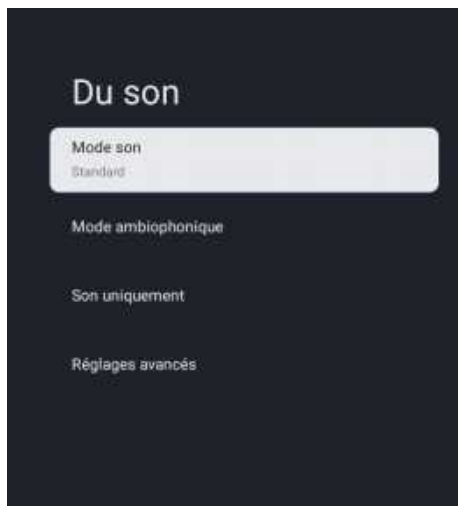 Du son
Mode son
Standard
Mode ambiophonique
Son uniquement
Réglages avancés